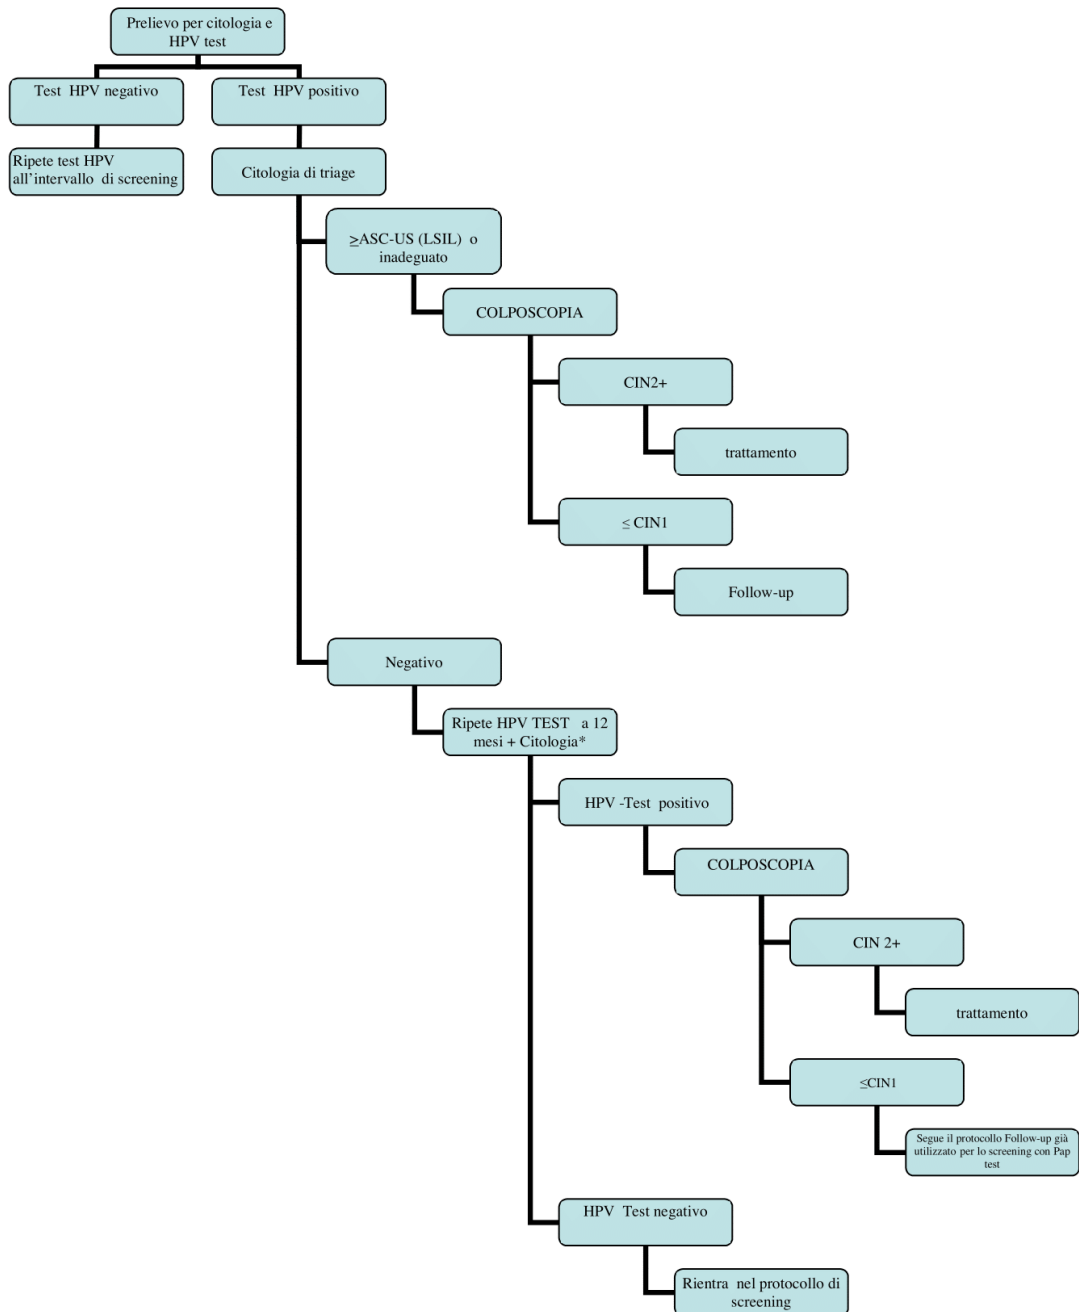 Prelievo per citologia e
HPV test
Test HPV negativo
Test HPV positivo
Ripete test HPV
all'intervallo di screening
Citologia di triage
≥ASC-US (LSIL) o
inadeguato
COLPOSCOPIA
CIN2+
trattamento
≤ CIN1
Follow-up
Negativo
Ripete HPV TEST a 12
mesi + Citologia*
HPV -Test positivo
COLPOSCOPIA
CIN 2+
trattamento
≤CIN1
Segue il protocollo Follow-up già
utilizzato per lo screening con Pap
test
HPV Test negativo
Rientra nel protocollo di
screening